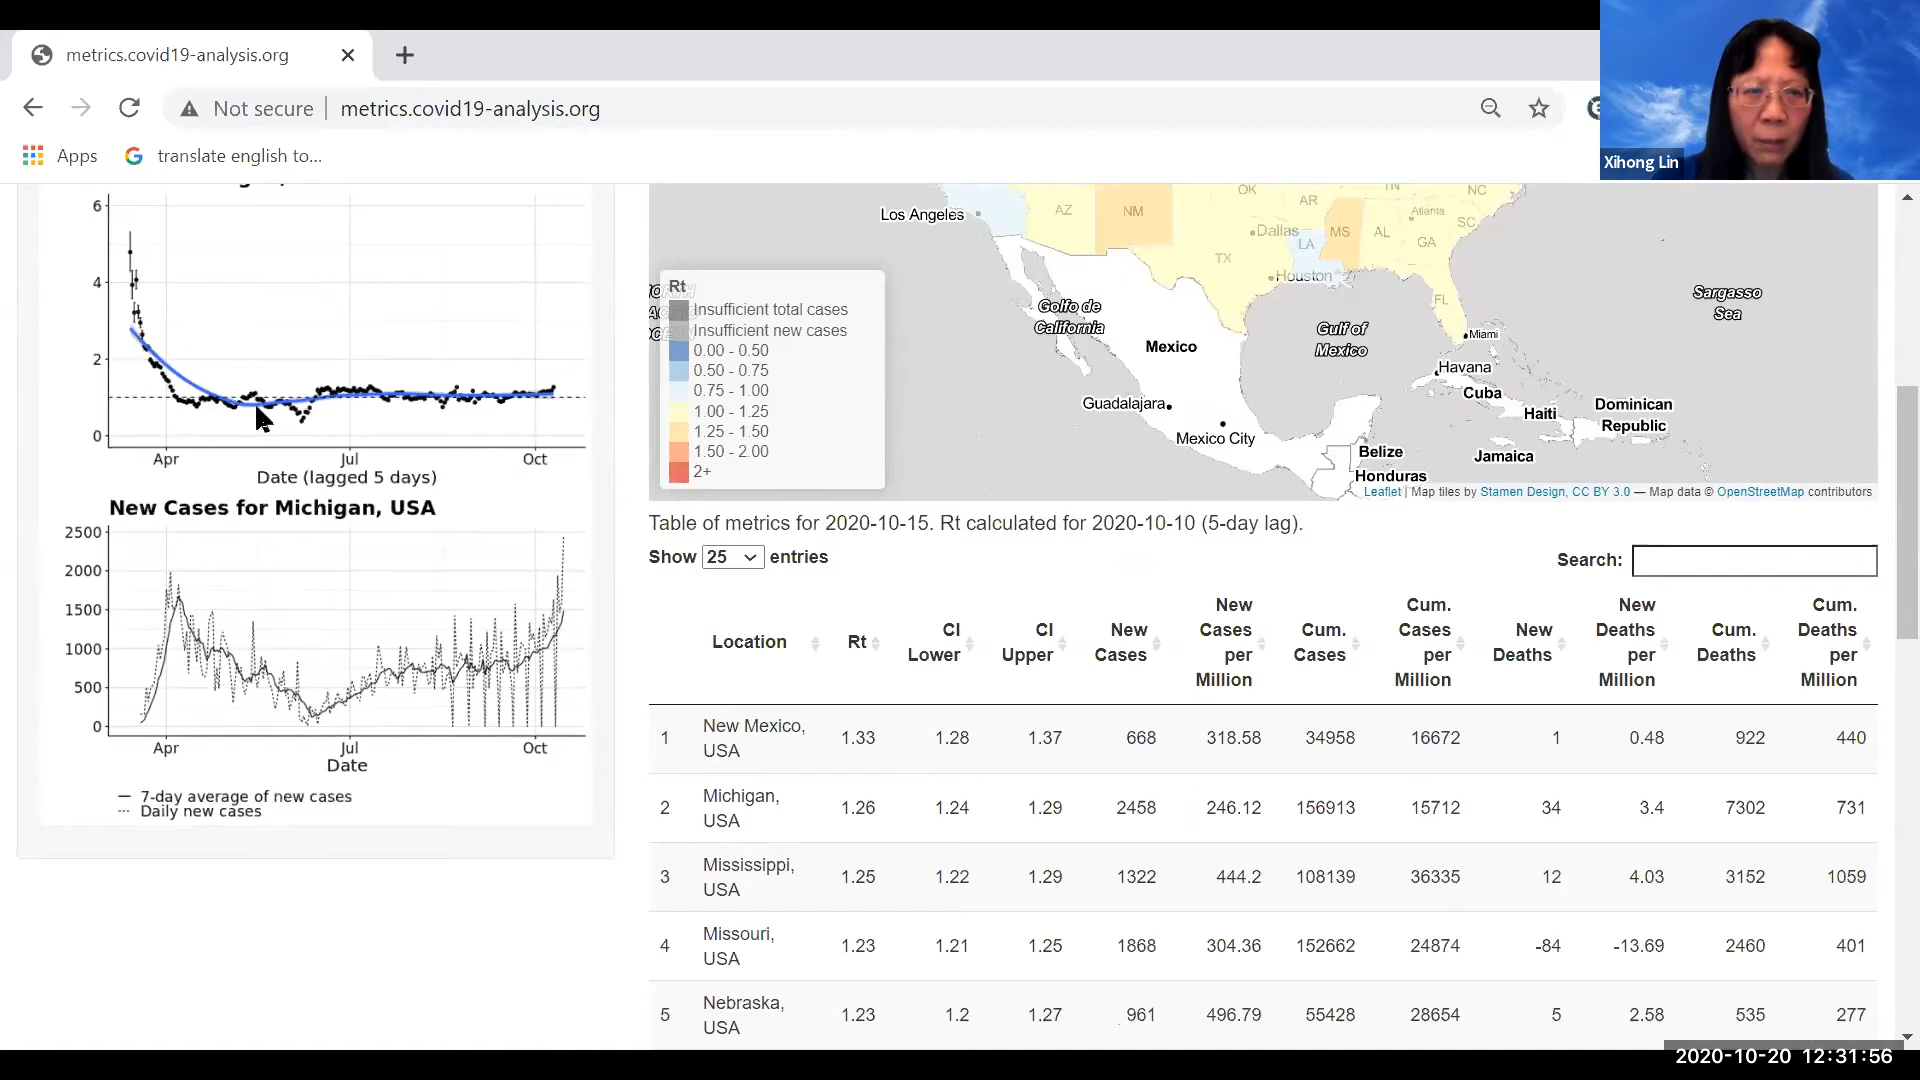 metrics.covid19-analysis.org
Not secure
metrics.covid19-analysis.org
Apps
translate english to...
Xihong Lin
6
4
2
0
Apr
Jul
Oct
Date (lagged 5 days)
New Cases for Michigan, USA
2500
2000
1500
1000
500
0
Apr
Jul
Oct
Date
7-day average of new cases
Daily new cases
Los Angeles
AZ
NM
OK
TX
Dallas
Houston
AR
LA
MS
TN
AL
Atlanta
GA
NC
SC
FL
Miami
Golfo de
California
Mexico
Gulf of
Mexico
Guadalajara
Mexico City
Havana
Cuba
Haiti
Dominican
Republic
Jamaica
Belize
Honduras
Sargasso
Sea
Rt
Insufficient total cases
Insufficient new cases
0.00 - 0.50
0.50 - 0.75
0.75 - 1.00
1.00 - 1.25
1.25 - 1.50
1.50 - 2.00
2+
Leaflet | Map tiles by Stamen Design, CC BY 3.0 — Map data © OpenStreetMap contributors
Table of metrics for 2020-10-15. Rt calculated for 2020-10-10 (5-day lag).
Show 25 entries
Search:
Location Rt CI Lower CI Upper New Cases New Cases per Million Cum. Cases Cum. Cases per Million New Deaths New Deaths per Million Cum. Deaths Cum. Deaths per Million
1 New Mexico, USA 1.33 1.28 1.37 668 318.58 34958 16672 1 0.48 922 440
2 Michigan, USA 1.26 1.24 1.29 2458 246.12 156913 15712 34 3.4 7302 731
3 Mississippi, USA 1.25 1.22 1.29 1322 444.2 108139 36335 12 4.03 3152 1059
4 Missouri, USA 1.23 1.21 1.25 1868 304.36 152662 24874 -84 -13.69 2460 401
5 Nebraska, USA 1.23 1.2 1.27 961 496.79 55428 28654 5 2.58 535 277
2020-10-20 12:31:56